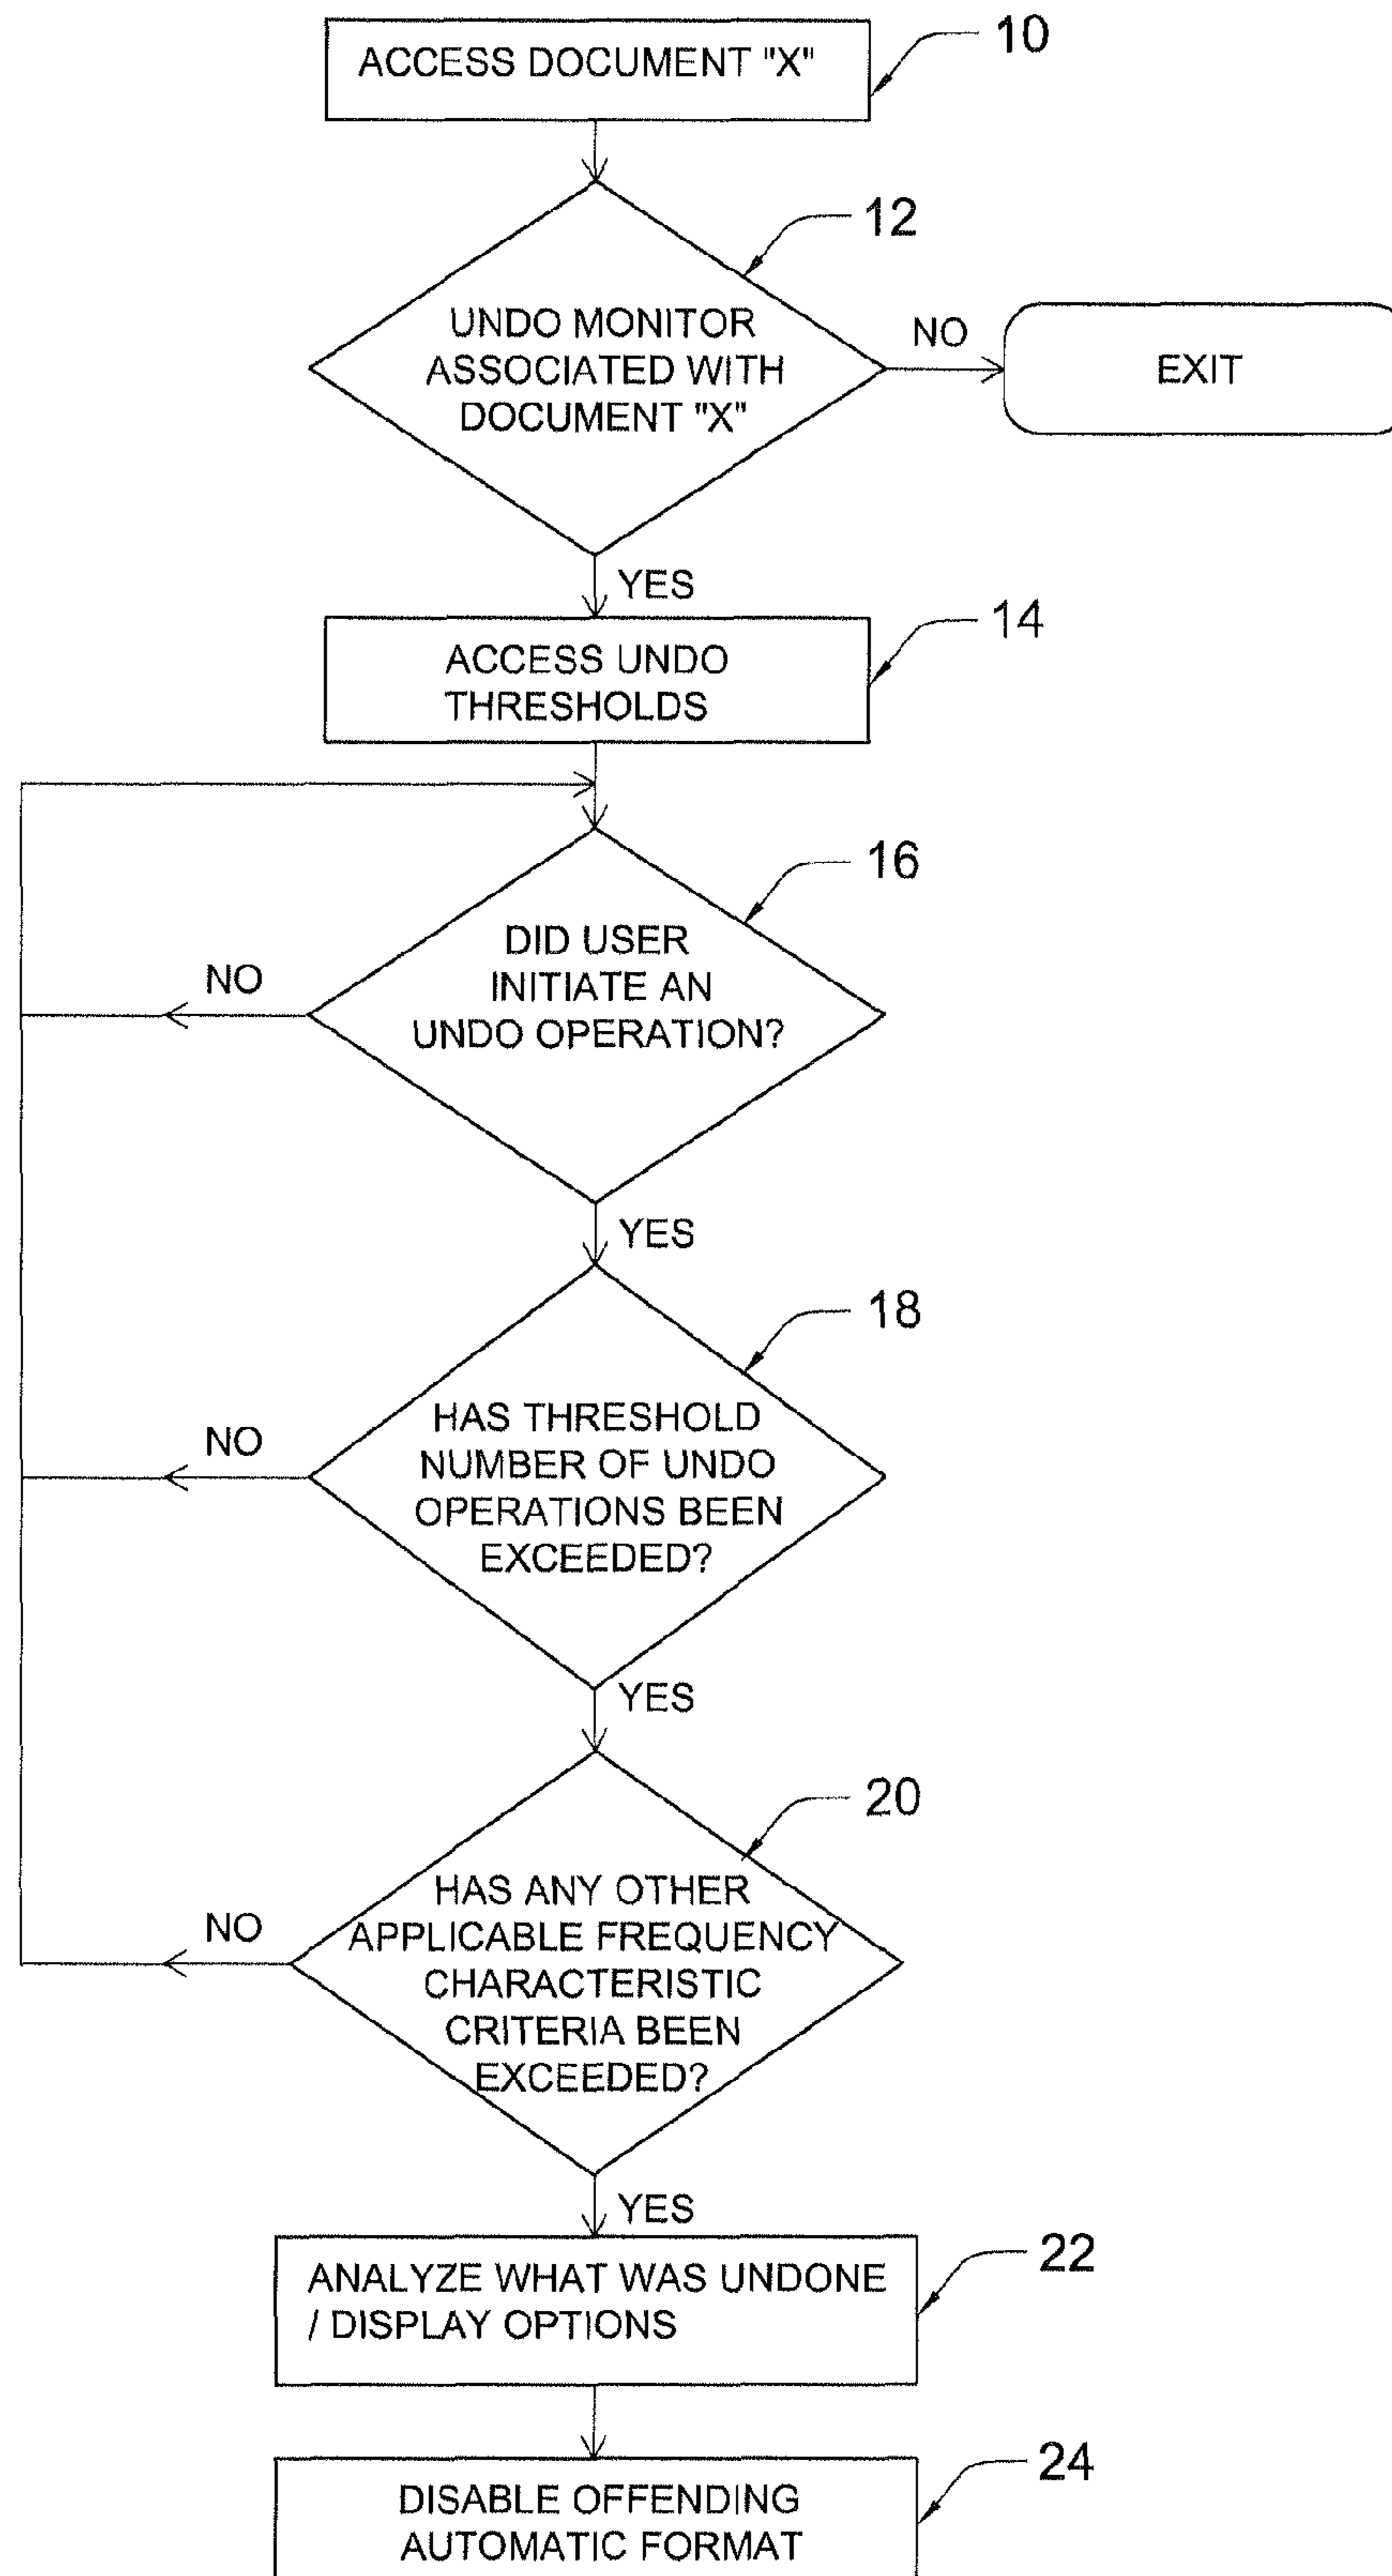 ACCESS DOCUMENT "X"
10
12
UNDO MONITOR
ASSOCIATED WITH
DOCUMENT "X"
NO
EXIT
YES
14
ACCESS UNDO
THRESHOLDS
16
DID USER
INITIATE AN
UNDO OPERATION?
NO
YES
18
HAS THRESHOLD
NUMBER OF UNDO
OPERATIONS BEEN
EXCEEDED?
NO
YES
20
HAS ANY OTHER
APPLICABLE FREQUENCY
CHARACTERISTIC
CRITERIA BEEN
EXCEEDED?
NO
YES
22
ANALYZE WHAT WAS UNDONE
/ DISPLAY OPTIONS
24
DISABLE OFFENDING
AUTOMATIC FORMAT